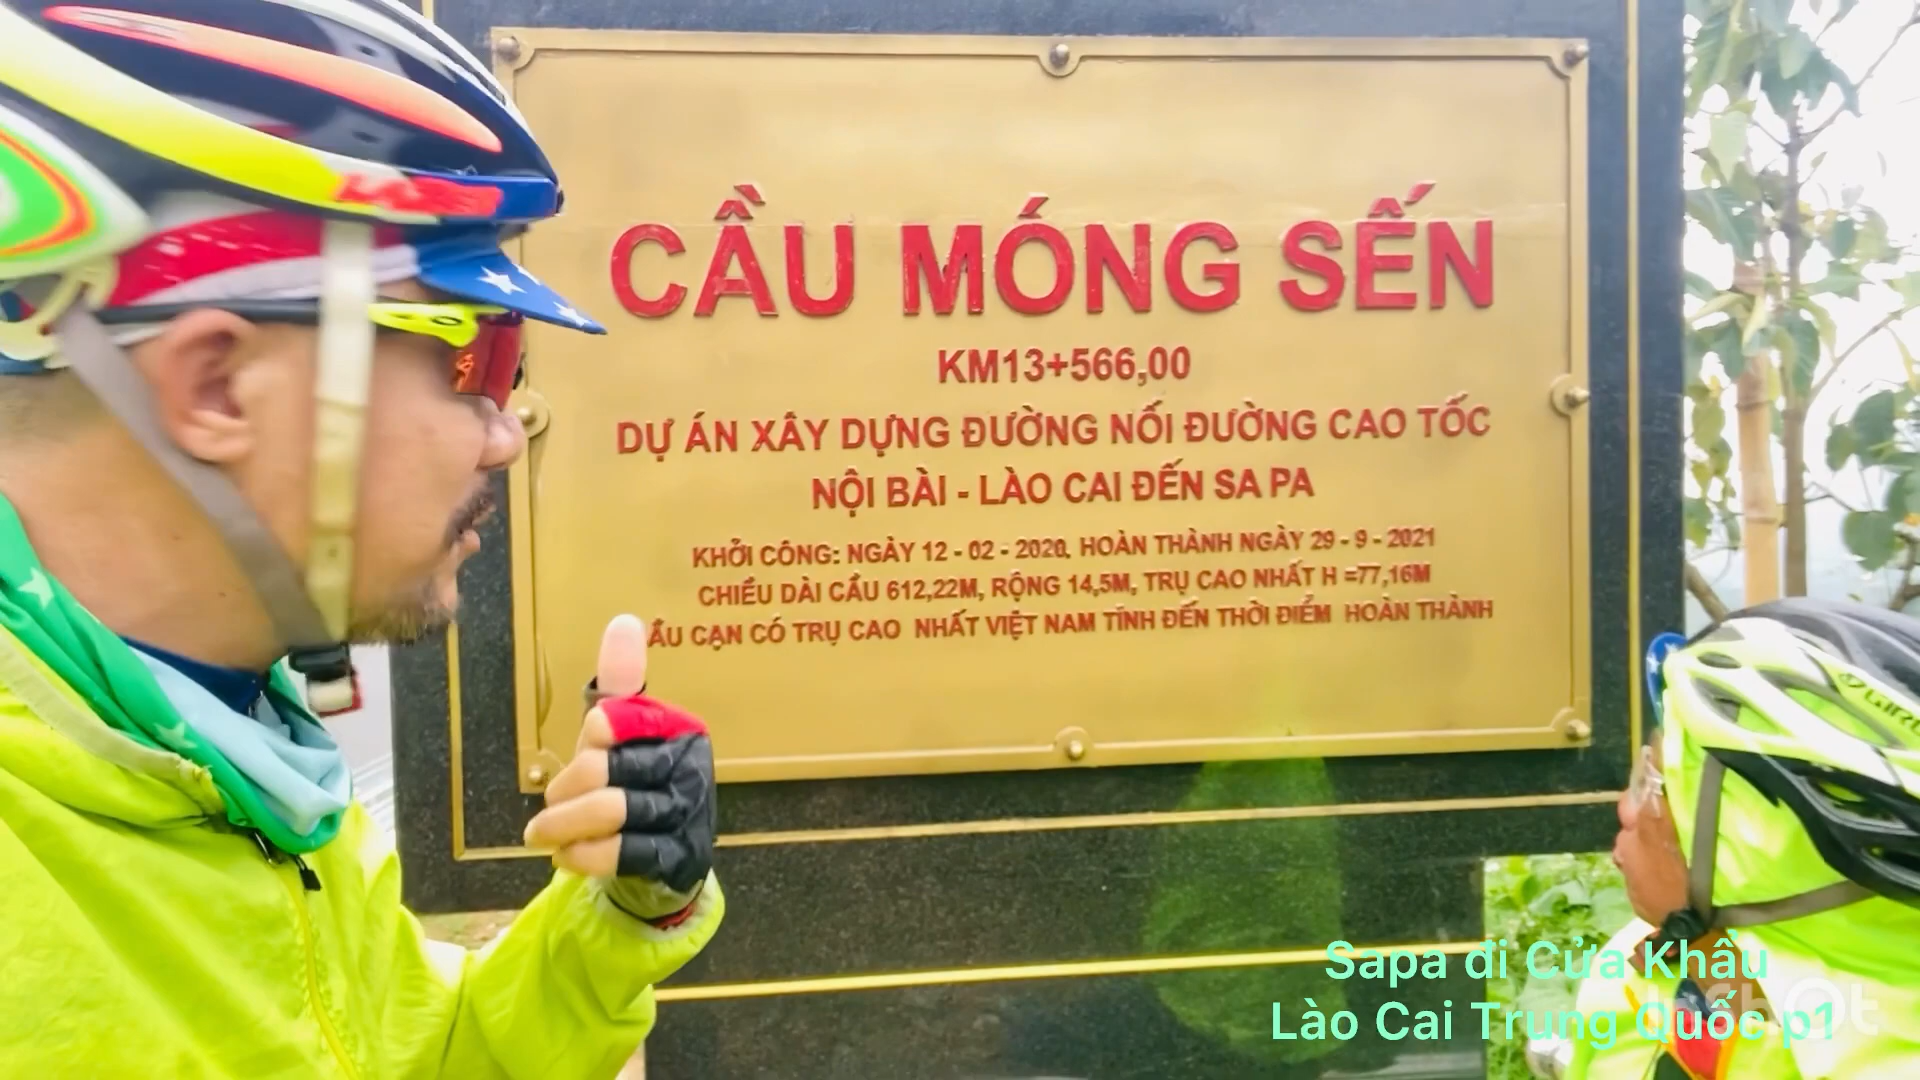 CẦU MÓNG SẾN
KM13+566,00
DỰ ÁN XÂY DỰNG ĐƯỜNG NỐI ĐƯỜNG CAO TỐC
NỘI BÀI - LÀO CAI ĐẾN SA PA
KHỞI CÔNG: NGÀY 12 - 02 - 2020, HOÀN THÀNH NGÀY 29 - 9 - 2021
CHIỀU DÀI CẦU 612,22M, RỘNG 14,5M, TRỤ CAO NHẤT H =77,16M
ẦU CẠN CÓ TRỤ CAO NHẤT VIỆT NAM TÍNH ĐẾN THỜI ĐIỂM HOÀN THÀNH
GIRO
Sapa đi Cửa Khẩu
Lào Cai Trung Quốc p1